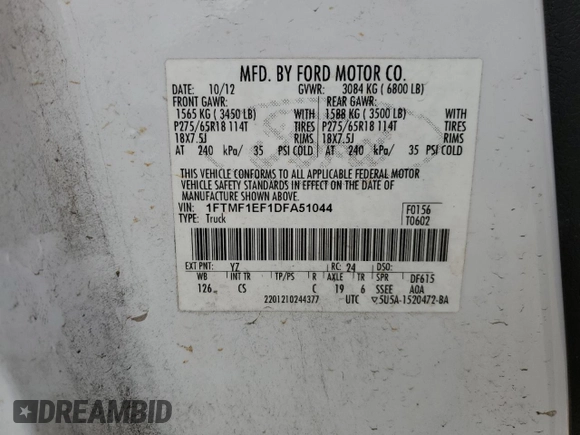 MFD. BY FORD MOTOR CO.
DATE: 10/12 GVWR: 3084 KG ( 6800 LB)
FRONT GAWR: REAR GAWR:
1565 KG ( 3450 LB) WITH 1588 KG ( 3500 LB) WITH
P275/65R18 114T TIRES P275/65R18 114T TIRES
18X7.5J RIMS 18X7.5J RIMS
AT 240 kPa/ 35 PSI COLD AT 240 kPa/ 35 PSI COLD
THIS VEHICLE CONFORMS TO ALL APPLICABLE FEDERAL MOTOR
VEHICLE SAFETY STANDARDS IN EFFECT ON THE DATE OF
MANUFACTURE SHOWN ABOVE.
VIN: 1FTMF1EF1DFA51044 F0156
TYPE: Truck T0602
EXT PNT: YZ RC: 24 DSO:
WB INT TR TP/PS R AXLE TR SPR DF615
126 CS C 19 6 SSEE A0A
2201210244377 UTC ▽5U5A-1520472-BA
DREAMBID